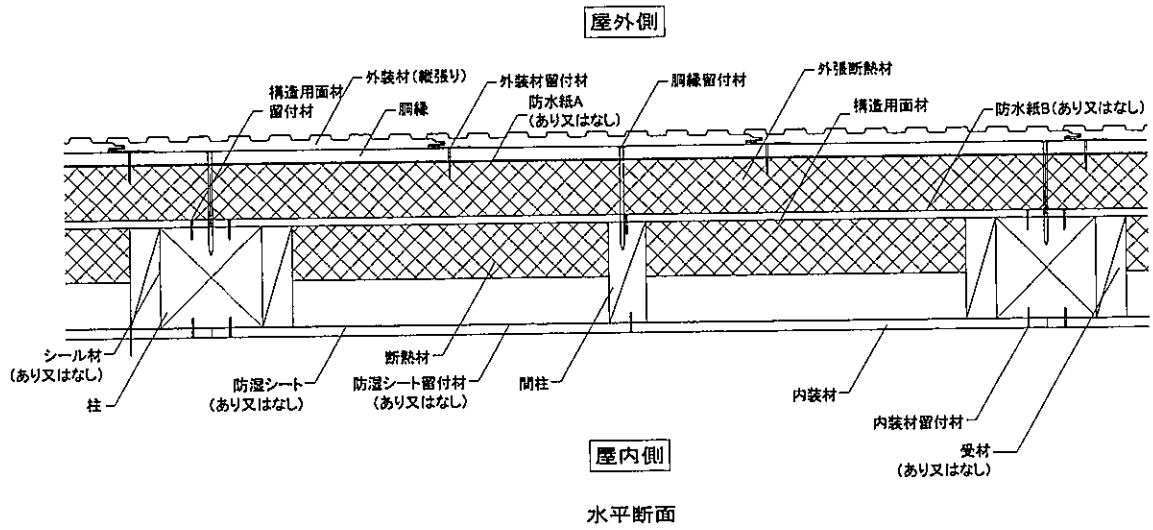 屋外側
構造用面材
留付材
外装材(縦張り)
胴縁
外装材留付材
防水紙A
(あり又はなし)
胴縁留付材
外張断熱材
構造用面材
防水紙B(あり又はなし)
シール材
(あり又はなし)
柱
防湿シート
(あり又はなし)
断熱材
防湿シート留付材
(あり又はなし)
間柱
内装材
内装材留付材
受材
(あり又はなし)
屋内側
水平断面